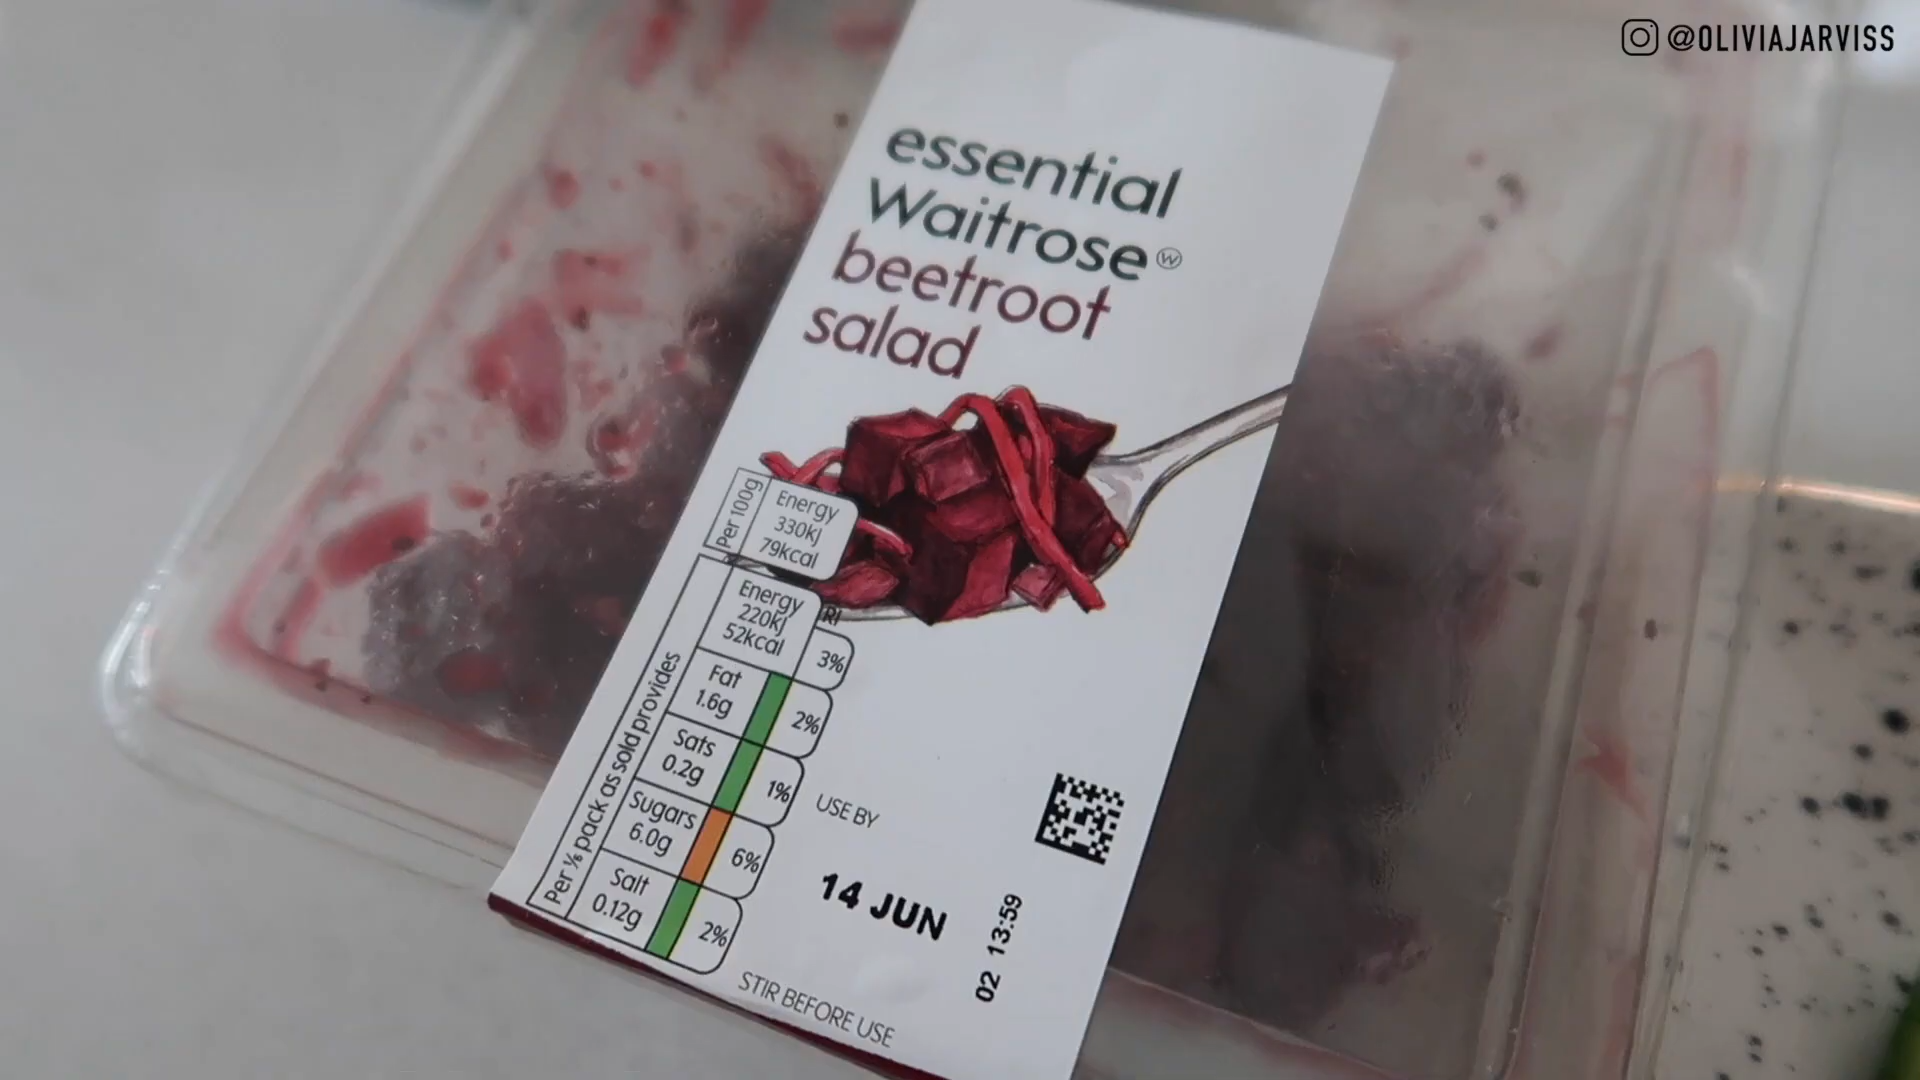 @OLIVIAJARVISS
essential
Waitrose
beetroot
salad
Per 100g
Energy
330kJ
79kcal
Per ⅙ pack as sold provides
Energy
220kJ
52kcal
RI
3%
Fat
1.6g
2%
Sats
0.2g
1%
Sugars
6.0g
6%
Salt
0.12g
2%
USE BY
14 JUN
02 13:59
STIR BEFORE USE